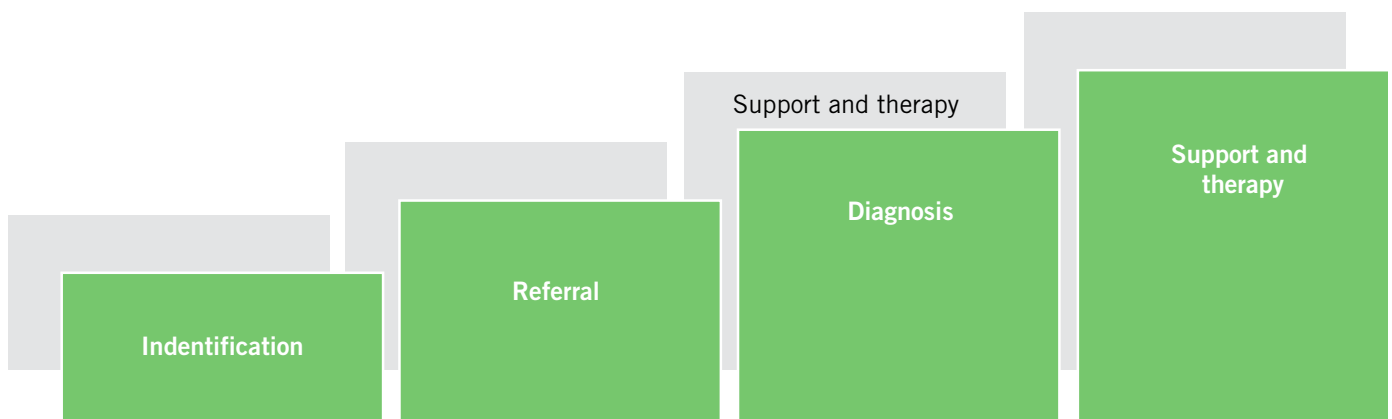 Indentification
Referral
Support and therapy
Diagnosis
Support and
therapy